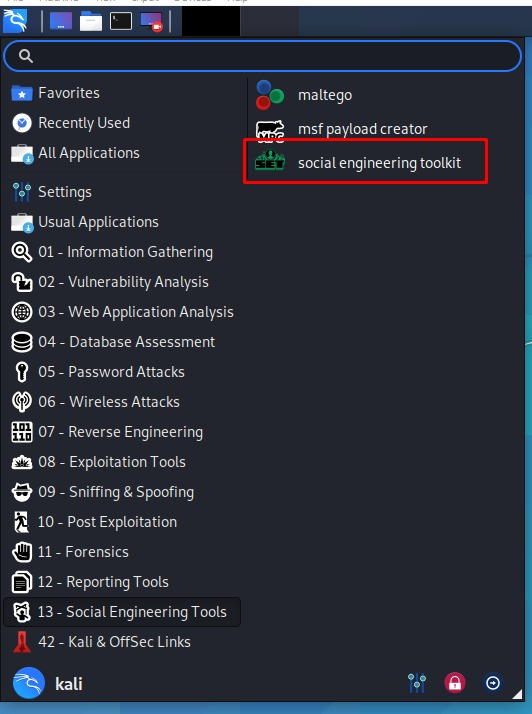 Favorites
Recently Used
All Applications
Settings
Usual Applications
01 - Information Gathering
02 - Vulnerability Analysis
03 - Web Application Analysis
04 - Database Assessment
05 - Password Attacks
06 - Wireless Attacks
07 - Reverse Engineering
08 - Exploitation Tools
09 - Sniffing & Spoofing
10 - Post Exploitation
11 - Forensics
12 - Reporting Tools
13 - Social Engineering Tools
42 - Kali & OffSec Links
maltego
msf payload creator
SET
social engineering toolkit
kali